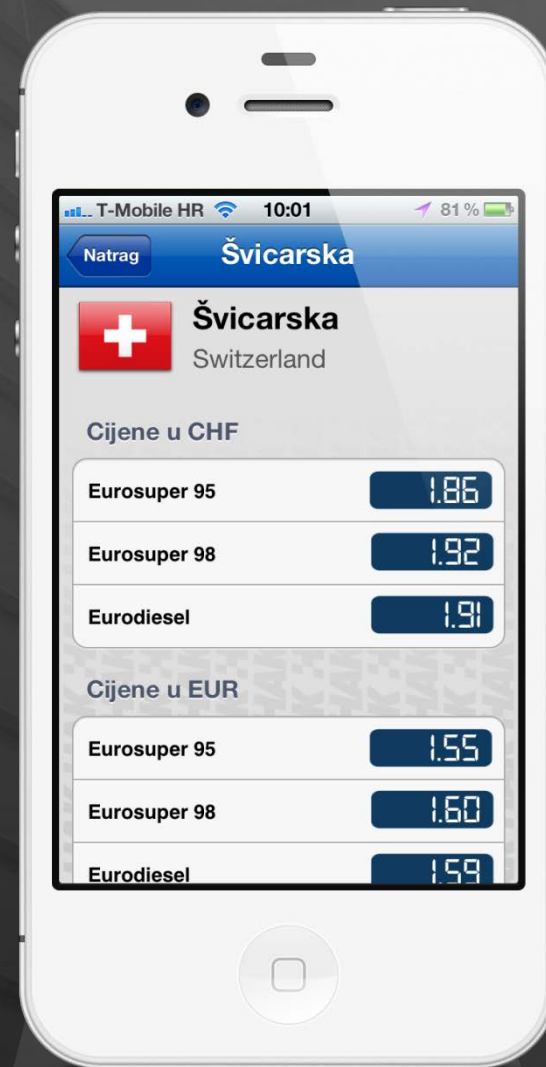 T-Mobile HR 10:01 81 %
Natrag Švicarska
Švicarska
Switzerland
Cijene u CHF
Eurosuper 95 1.86
Eurosuper 98 1.92
Eurodiesel 1.91
Cijene u EUR
Eurosuper 95 1.55
Eurosuper 98 1.60
Eurodiesel 1.59